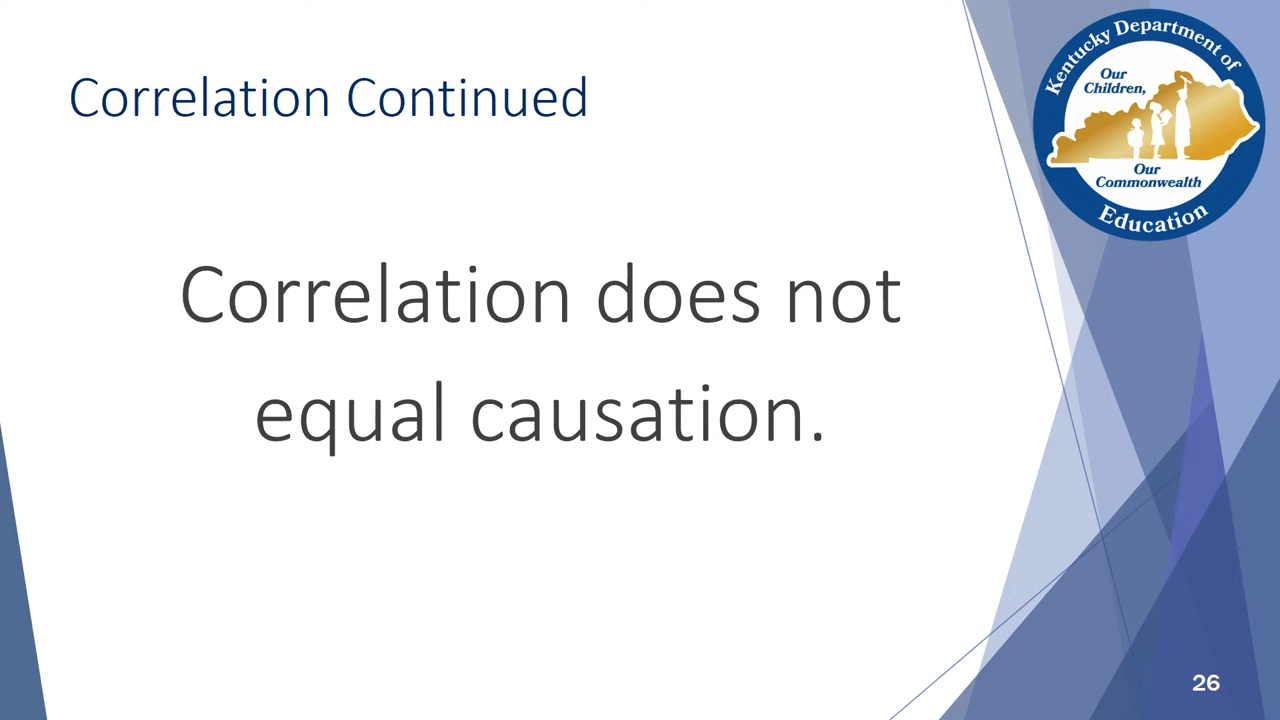 Correlation Continued
Kentucky Department of
Our
Children,
Our
Commonwealth
Education
Correlation does not
equal causation.
26